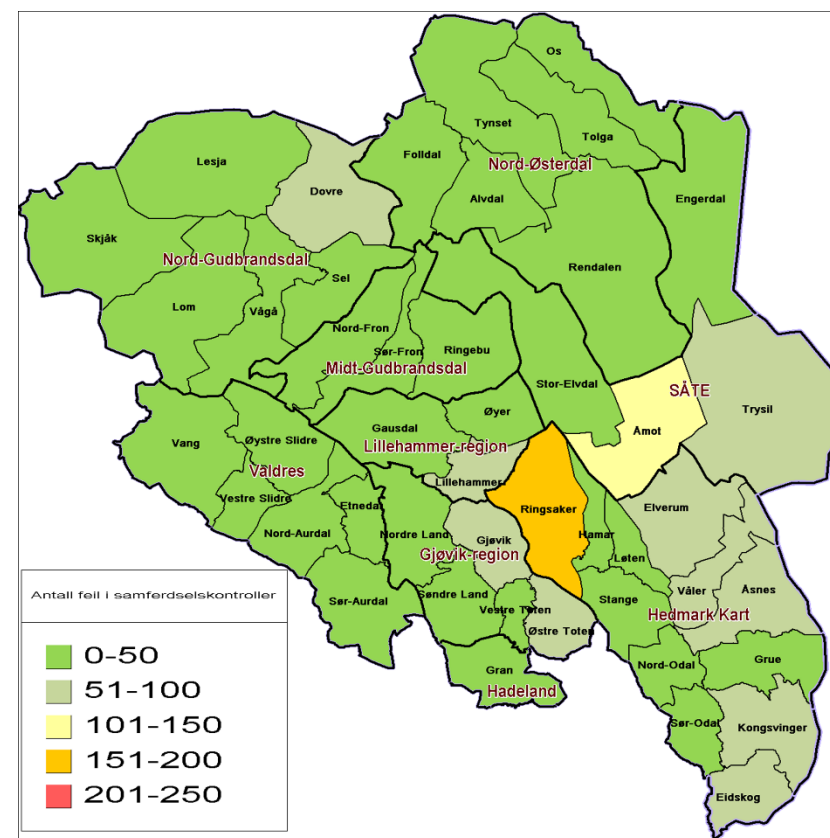 Os
Tynset
Tolga
Lesja
Folldal
Nord-Østerdal
Dovre
Alvdal
Engerdal
Skjåk
Nord-Gudbrandsdal
Rendalen
Sel
Lom
Vågå
Nord-Fron
Sør-Fron
Ringebu
Midt-Gudbrandsdal
Stor-Elvdal
SÅTE
Trysil
Øyer
Gausdal
Åmot
Vang
Øystre Slidre
Lillehammer-region
Valdres
Lillehammer
Vestre Slidre
Etnedal
Ringsaker
Elverum
Nord-Aurdal
Nordre Land
Gjøvik
Hamar
Gjøvik-region
Løten
Våler
Åsnes
Sør-Aurdal
Søndre Land
Stange
Vestre Toten
Hedmark Kart
Østre Toten
Nord-Odal
Grue
Gran
Hadeland
Sør-Odal
Kongsvinger
Eidskog
Antall feil i samferdselskontroller
0-50
51-100
101-150
151-200
201-250